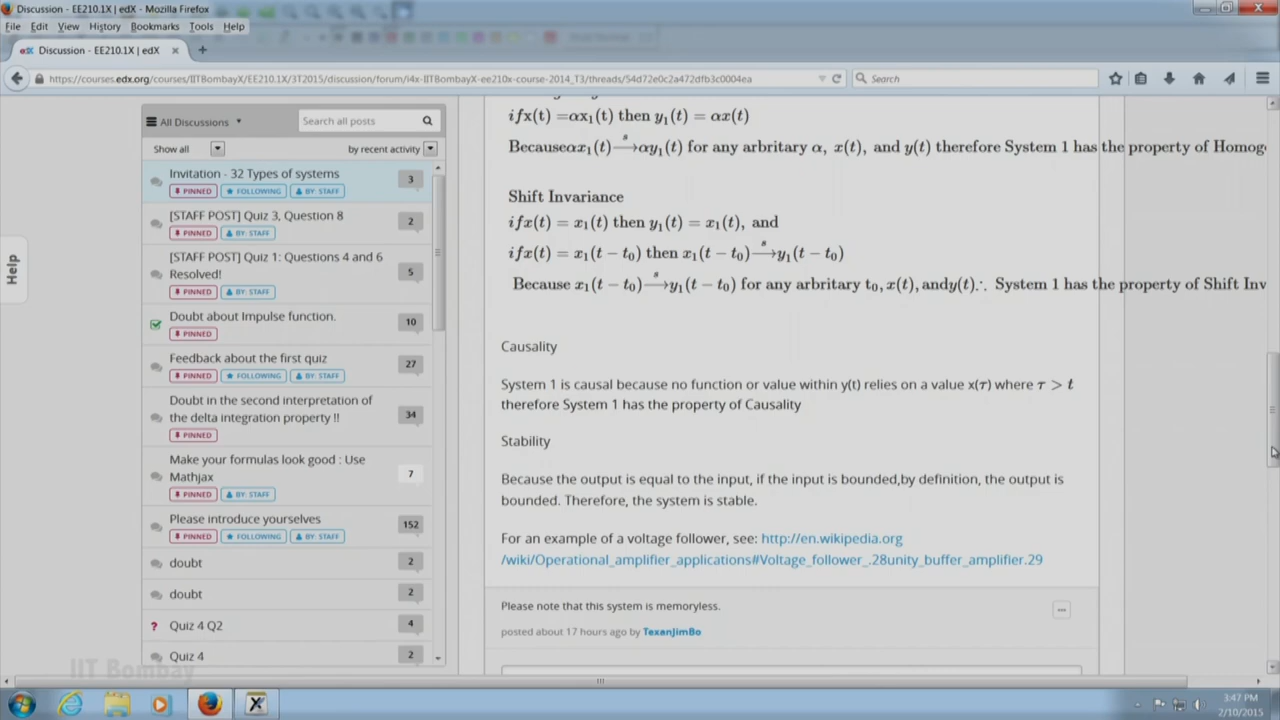 Discussion - EE210.1X | edX - Mozilla Firefox
File Edit View History Bookmarks Tools Help
edX Discussion - EE210.1X | edX
https://courses.edx.org/courses/IITBombayX/EE210.1X/3T2015/discussion/forum/i4x-IITBombayX-ee210x-course-2014_T3/threads/54d72e0c2a472dfb3c0004ea
Search
Help
All Discussions
Search all posts
Show all
by recent activity
Invitation - 32 Types of systems 3
PINNED FOLLOWING BY: STAFF
[STAFF POST] Quiz 3, Question 8 2
PINNED BY: STAFF
[STAFF POST] Quiz 1: Questions 4 and 6
Resolved! 5
PINNED BY: STAFF
Doubt about Impulse function. 10
PINNED
Feedback about the first quiz 27
PINNED FOLLOWING BY: STAFF
Doubt in the second interpretation of
the delta integration property !! 34
PINNED
Make your formulas look good : Use
Mathjax 7
PINNED BY: STAFF
Please introduce yourselves 152
PINNED FOLLOWING BY: STAFF
doubt 2
doubt 2
? Quiz 4 Q2 4
Quiz 4 2
ifx(t) =αx₁(t) then y₁(t) = αx(t)
Becauseαx₁(t) —s→ αy₁(t) for any arbritary α, x(t), and y(t) therefore System 1 has the property of Homog
Shift Invariance
ifx(t) = x₁(t) then y₁(t) = x₁(t), and
ifx(t) = x₁(t − t₀) then x₁(t − t₀) —s→ y₁(t − t₀)
Because x₁(t − t₀) —s→ y₁(t − t₀) for any arbritary t₀, x(t), andy(t).∴ System 1 has the property of Shift Inv
Causality
System 1 is causal because no function or value within y(t) relies on a value x(τ) where τ > t
therefore System 1 has the property of Causality
Stability
Because the output is equal to the input, if the input is bounded,by definition, the output is
bounded. Therefore, the system is stable.
For an example of a voltage follower, see: http://en.wikipedia.org
/wiki/Operational_amplifier_applications#Voltage_follower_.28unity_buffer_amplifier.29
Please note that this system is memoryless.
posted about 17 hours ago by TexanJimBo
IIT Bombay
3:47 PM
2/10/2015